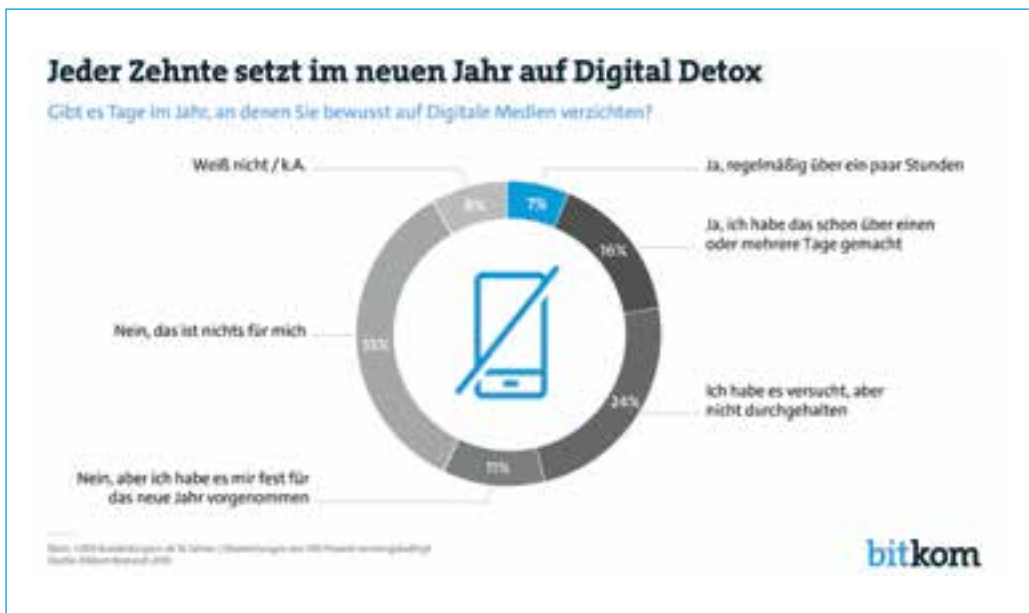 Jeder Zehnte setzt im neuen Jahr auf Digital Detox
Gibt es Tage im Jahr, an denen Sie bewusst auf Digitale Medien verzichten?
Weiß nicht / k.A.
8%
7%
Ja, regelmäßig über ein paar Stunden
Ja, ich habe das schon über einen
oder mehrere Tage gemacht
16%
Nein, das ist nichts für mich
33%
Ich habe es versucht, aber
nicht durchgehalten
24%
Nein, aber ich habe es mir fest für
das neue Jahr vorgenommen
11%
bitkom